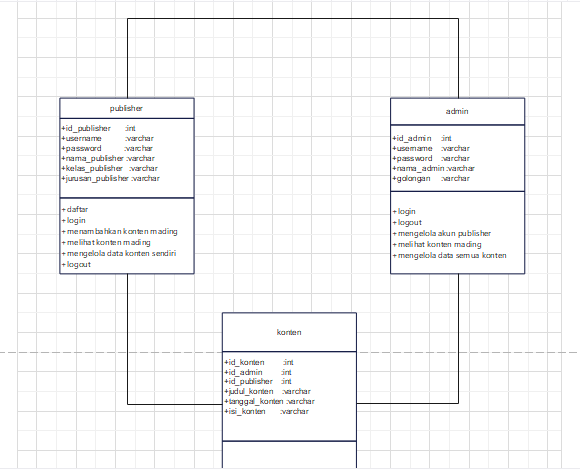 publisher
+id_publisher :int
+username :varchar
+password :varchar
+nama_publisher :varchar
+kelas_publisher :varchar
+jurusan_publisher :varchar
+ daftar
+ login
+ menambahkan konten mading
+ melihat konten mading
+ mengelola data konten sendiri
+ logout
admin
+id_admin :int
+username :varchar
+password :varchar
+nama_admin :varchar
+golongan :varchar
+ login
+ logout
+ mengelola akun publisher
+ melihat konten mading
+ mengelola data semua konten
konten
+id_konten :int
+id_admin :int
+id_publisher :int
+judul_konten :varchar
+tanggal_konten :varchar
+isi_konten :varchar